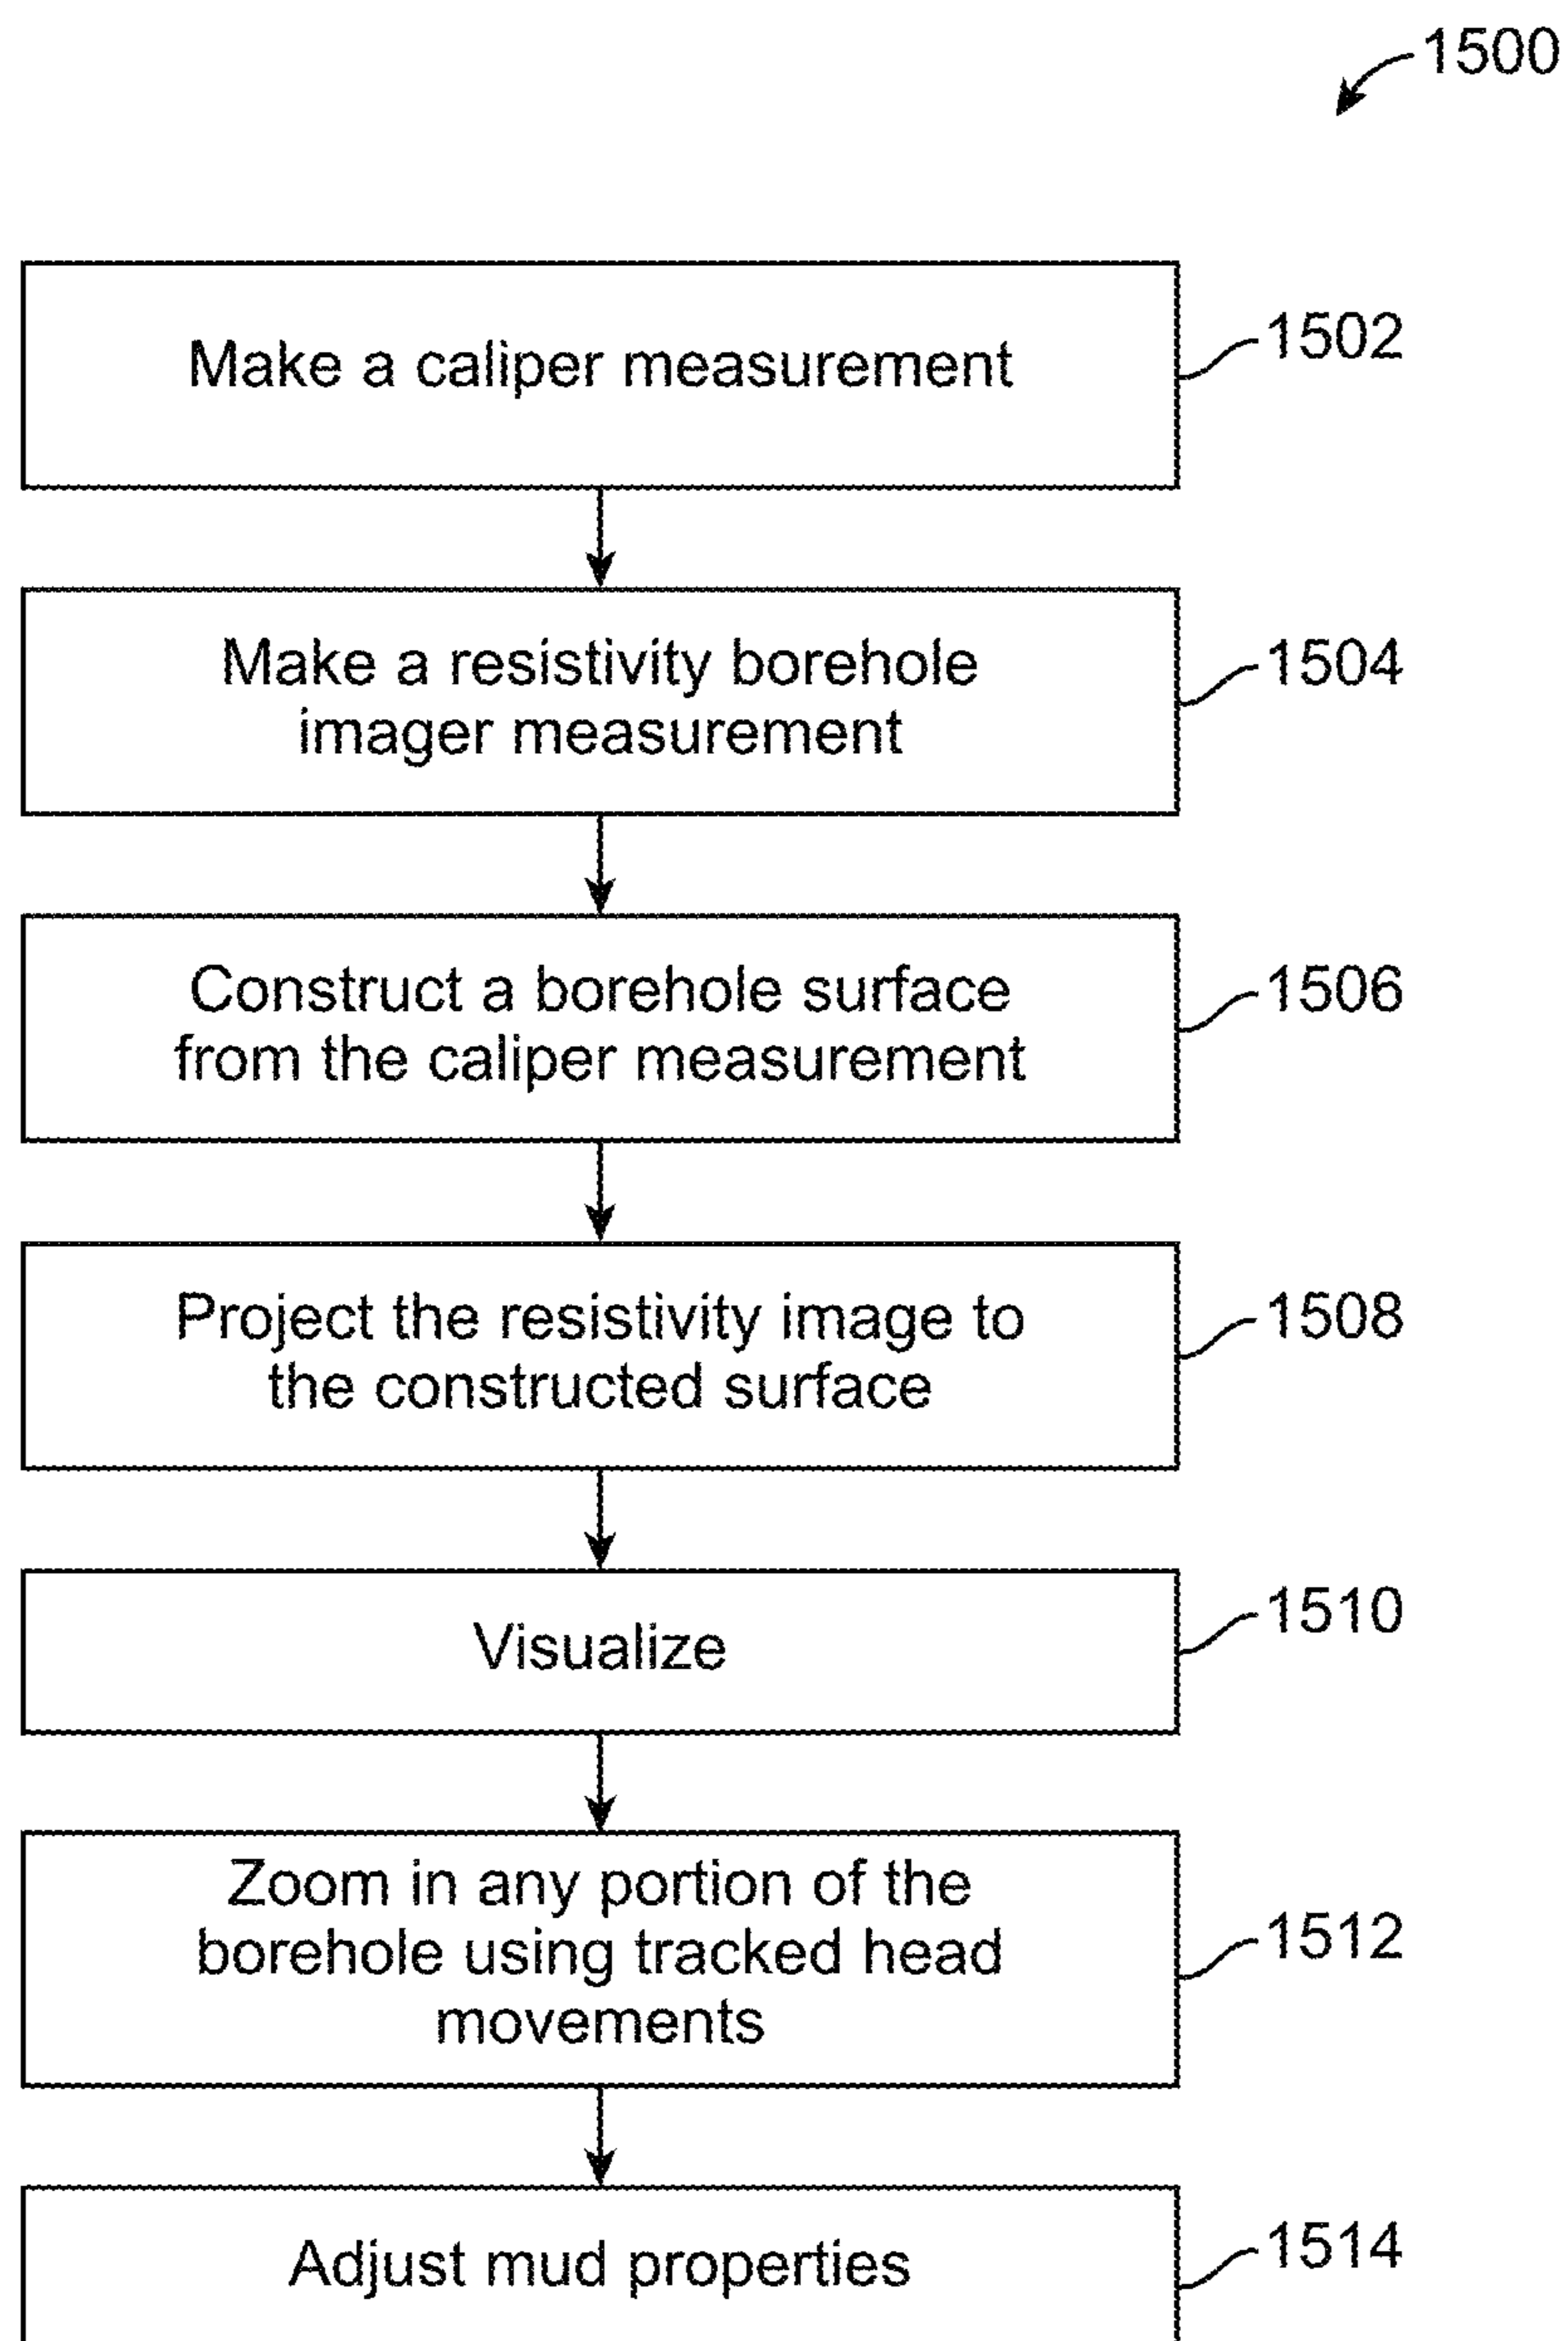 1500
Make a caliper measurement
1502
Make a resistivity borehole
imager measurement
1504
Construct a borehole surface
from the caliper measurement
1506
Project the resistivity image to
the constructed surface
1508
Visualize
1510
Zoom in any portion of the
borehole using tracked head
movements
1512
Adjust mud properties
1514